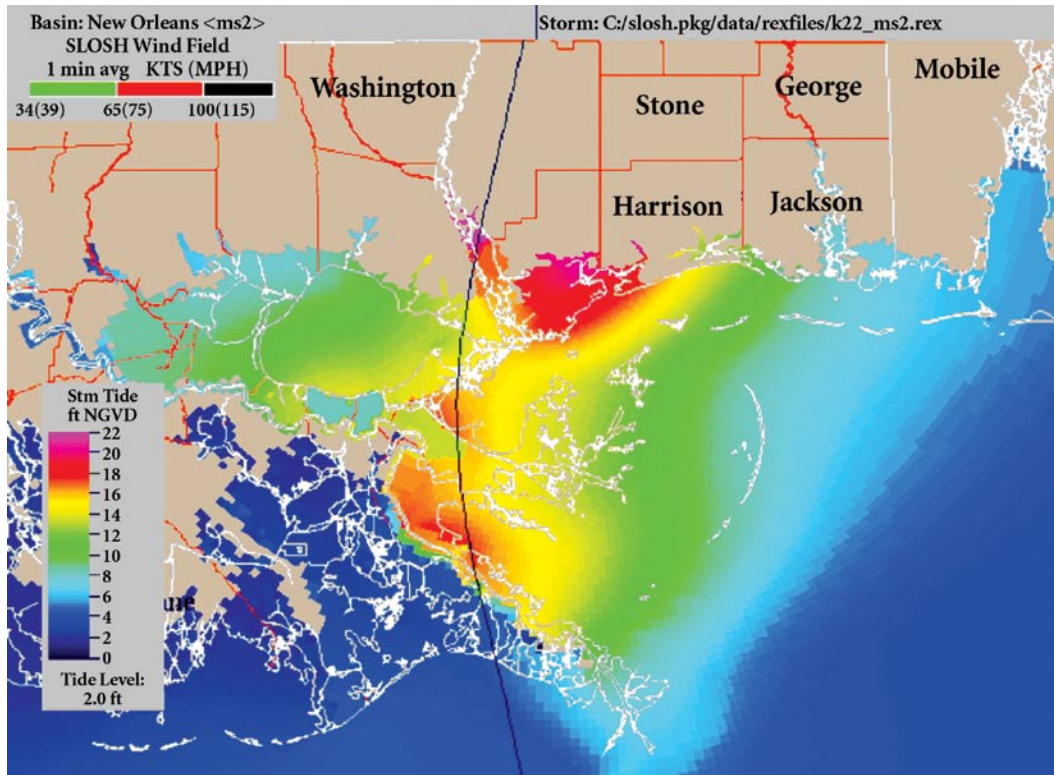 Basin: New Orleans <ms2>
SLOSH Wind Field
1 min avg KTS (MPH)
34(39) 65(75) 100(115)
Storm: C:/slosh.pkg/data/rexfiles/k22_ms2.rex
Washington
Stone
George
Mobile
Harrison
Jackson
Stm Tide
ft NGVD
22
20
18
16
14
12
10
8
6
4
2
0
Tide Level:
2.0 ft